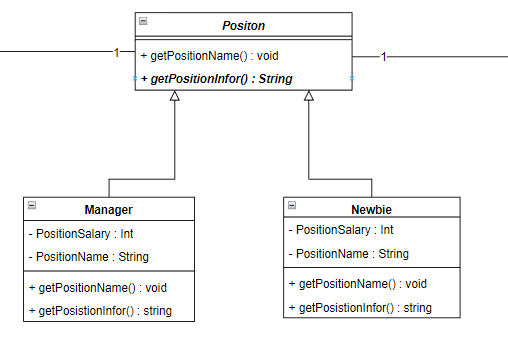 Positon
1
+ getPositionName() : void
1
+ getPositionInfor() : String
Manager
- PositionSalary : Int
- PositionName : String
+ getPositionName() : void
+ getPosistionInfor() : string
Newbie
- PositionSalary : Int
- PositionName : String
+ getPositionName() : void
+ getPosistionInfor() : string